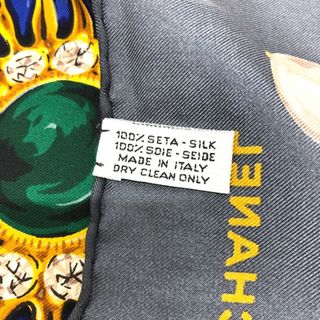 100% SETA - SILK
100% SOIE - SEIDE
MADE IN ITALY
DRY CLEAN ONLY
CHANEL